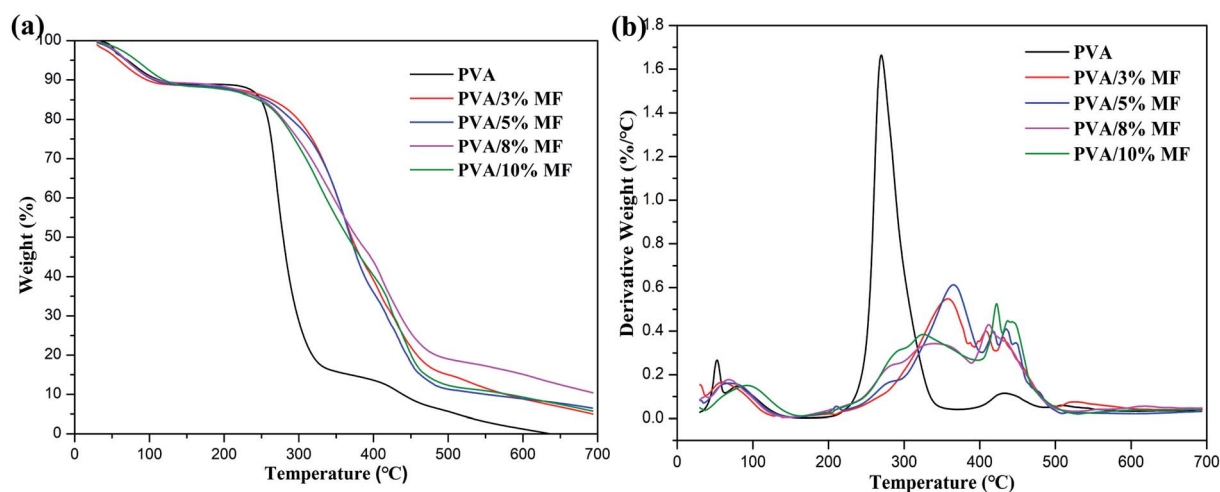 (a)
100
90
80
70
60
50
40
30
20
10
0
Weight (%)
PVA
PVA/3% MF
PVA/5% MF
PVA/8% MF
PVA/10% MF
0 100 200 300 400 500 600 700
Temperature (°C)
(b)
1.8
1.6
1.4
1.2
1.0
0.8
0.6
0.4
0.2
0.0
Derivative Weight (%/°C)
PVA
PVA/3% MF
PVA/5% MF
PVA/8% MF
PVA/10% MF
0 100 200 300 400 500 600 700
Temperature (°C)